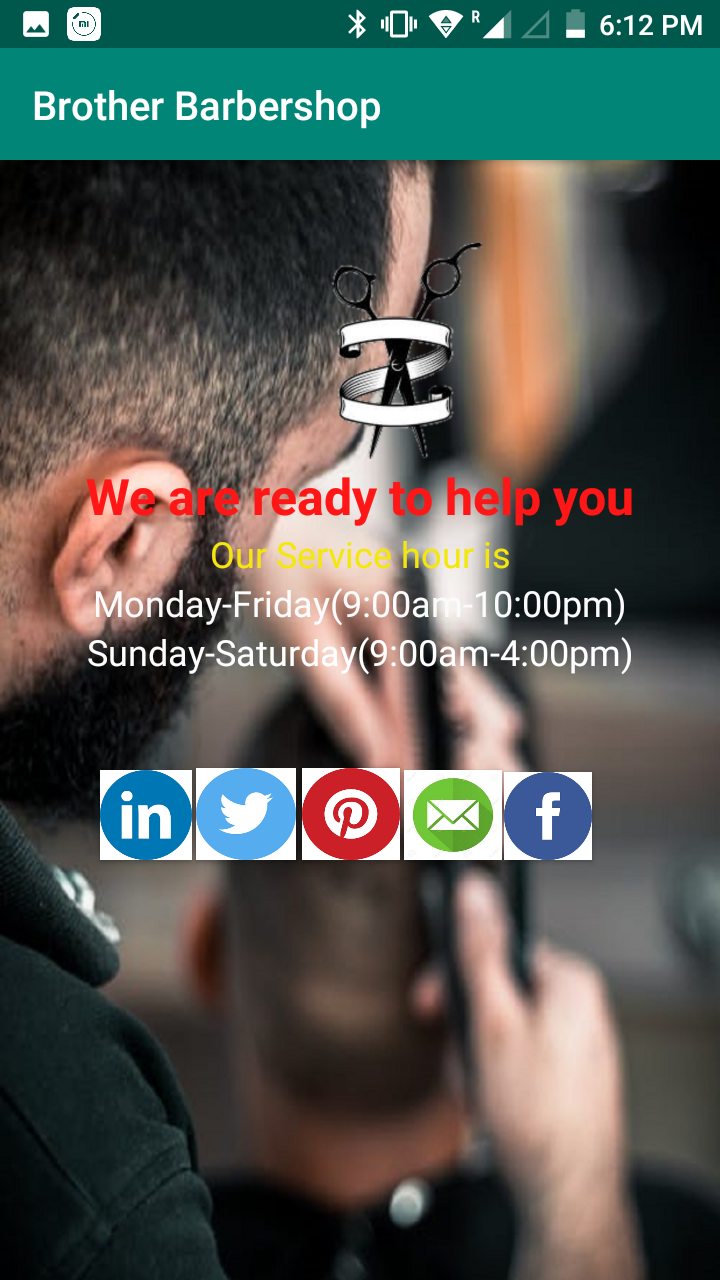 R 6:12 PM
Brother Barbershop
We are ready to help you
Our Service hour is
Monday-Friday(9:00am-10:00pm)
Sunday-Saturday(9:00am-4:00pm)
in
f